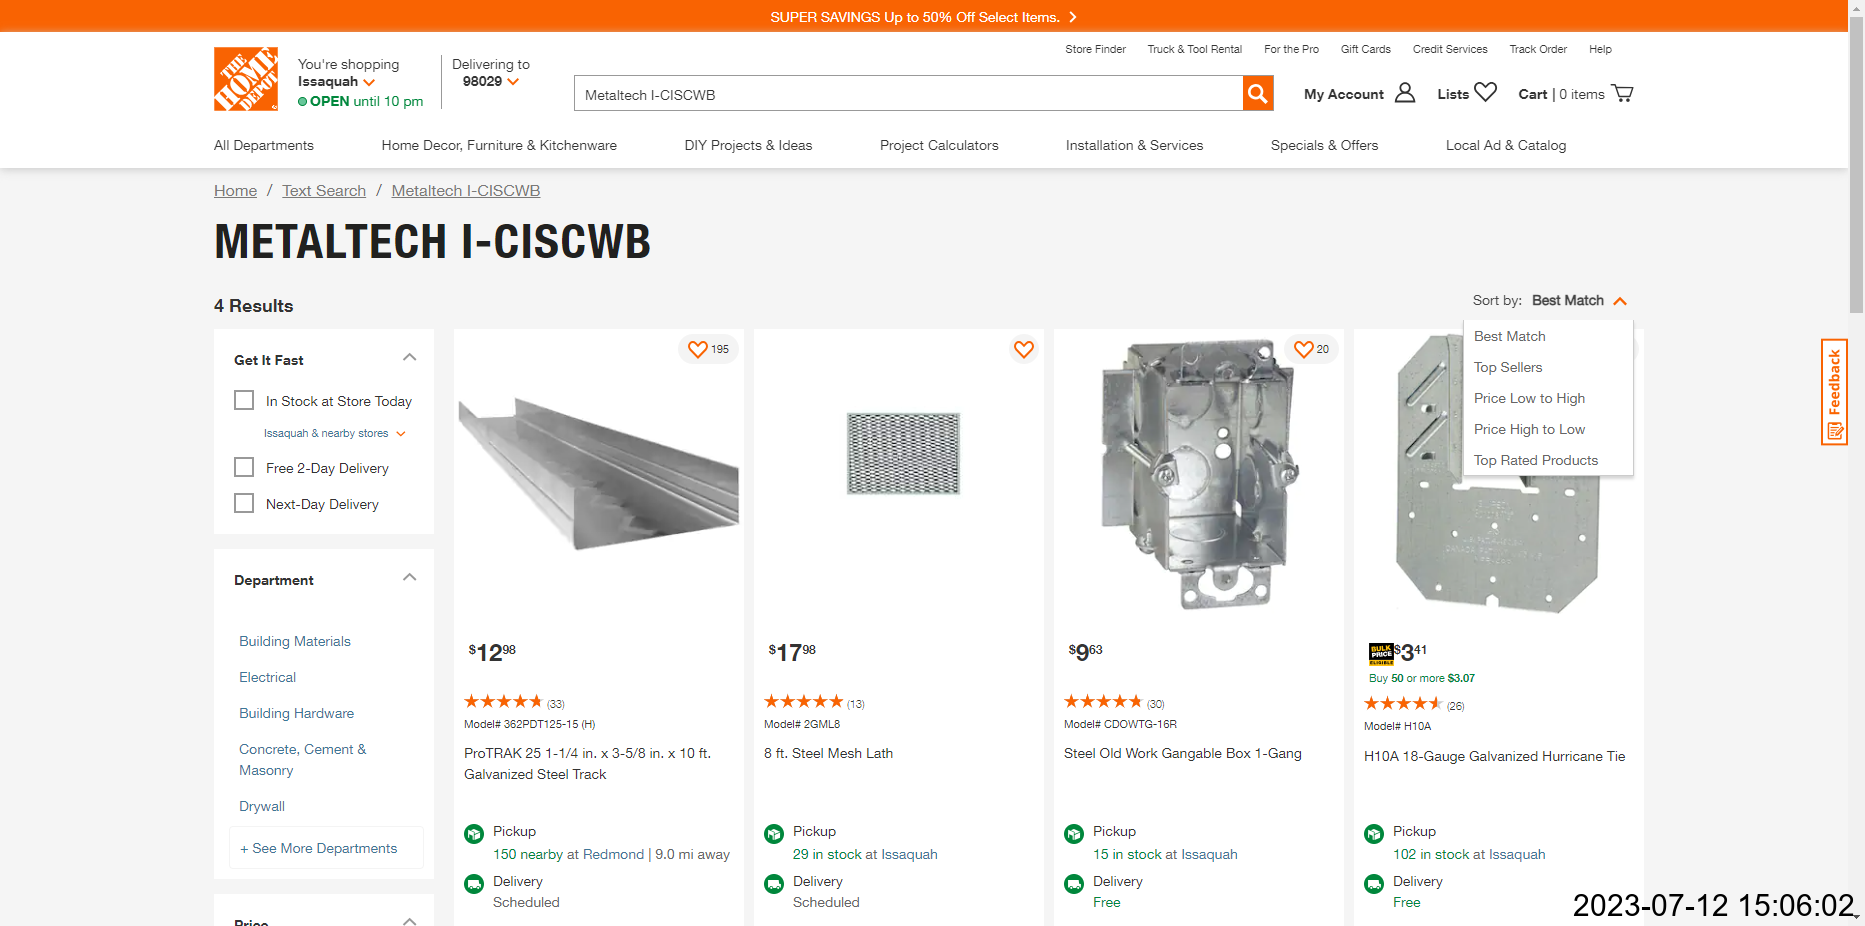 SUPER SAVINGS Up to 50% Off Select Items.
Store Finder
Truck & Tool Rental
For the Pro
Gift Cards
Credit Services
Track Order
Help
THE HOME DEPOT
You're shopping
Issaquah
OPEN until 10 pm
Delivering to
98029
Metaltech I-CISCWB
My Account
Lists
Cart | 0 items
All Departments
Home Decor, Furniture & Kitchenware
DIY Projects & Ideas
Project Calculators
Installation & Services
Specials & Offers
Local Ad & Catalog
Home / Text Search / Metaltech I-CISCWB
METALTECH I-CISCWB
4 Results
Sort by: Best Match
Best Match
Top Sellers
Price Low to High
Price High to Low
Top Rated Products
Feedback
Get It Fast
In Stock at Store Today
Issaquah & nearby stores
Free 2-Day Delivery
Next-Day Delivery
Department
Building Materials
Electrical
Building Hardware
Concrete, Cement &
Masonry
Drywall
+ See More Departments
Price
195
$12 98
(33)
Model# 362PDT125-15 (H)
ProTRAK 25 1-1/4 in. x 3-5/8 in. x 10 ft.
Galvanized Steel Track
Pickup
150 nearby at Redmond | 9.0 mi away
Delivery
Scheduled
$17 98
(13)
Model# 2GML8
8 ft. Steel Mesh Lath
Pickup
29 in stock at Issaquah
Delivery
Scheduled
20
$9 63
(30)
Model# CDOWTG-16R
Steel Old Work Gangable Box 1-Gang
Pickup
15 in stock at Issaquah
Delivery
Free
BULK
PRICE
ELIGIBLE
$3 41
Buy 50 or more $3.07
(26)
Model# H10A
H10A 18-Gauge Galvanized Hurricane Tie
Pickup
102 in stock at Issaquah
Delivery
Free
2023-07-12 15:06:02